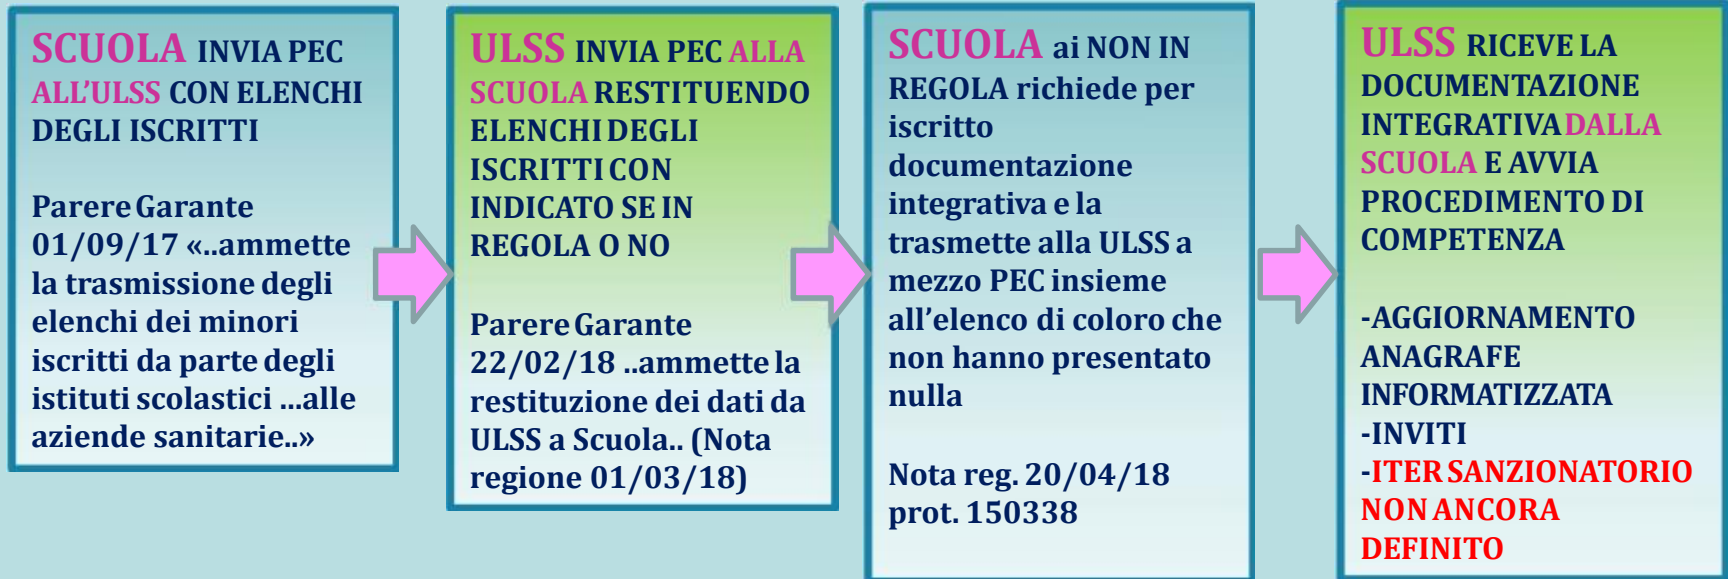 SCUOLA INVIA PEC
ALL'ULSS CON ELENCHI
DEGLI ISCRITTI
Parere Garante
01/09/17 «..ammette
la trasmissione degli
elenchi dei minori
iscritti da parte degli
istituti scolastici ...alle
aziende sanitarie..»
ULSS INVIA PEC ALLA
SCUOLA RESTITUENDO
ELENCHI DEGLI
ISCRITTI CON
INDICATO SE IN
REGOLA O NO
Parere Garante
22/02/18 ..ammette la
restituzione dei dati da
ULSS a Scuola.. (Nota
regione 01/03/18)
SCUOLA ai NON IN
REGOLA richiede per
iscritto
documentazione
integrativa e la
trasmette alla ULSS a
mezzo PEC insieme
all'elenco di coloro che
non hanno presentato
nulla
Nota reg. 20/04/18
prot. 150338
ULSS RICEVE LA
DOCUMENTAZIONE
INTEGRATIVA DALLA
SCUOLA E AVVIA
PROCEDIMENTO DI
COMPETENZA
-AGGIORNAMENTO
ANAGRAFE
INFORMATIZZATA
-INVITI
-ITER SANZIONATORIO
NON ANCORA
DEFINITO